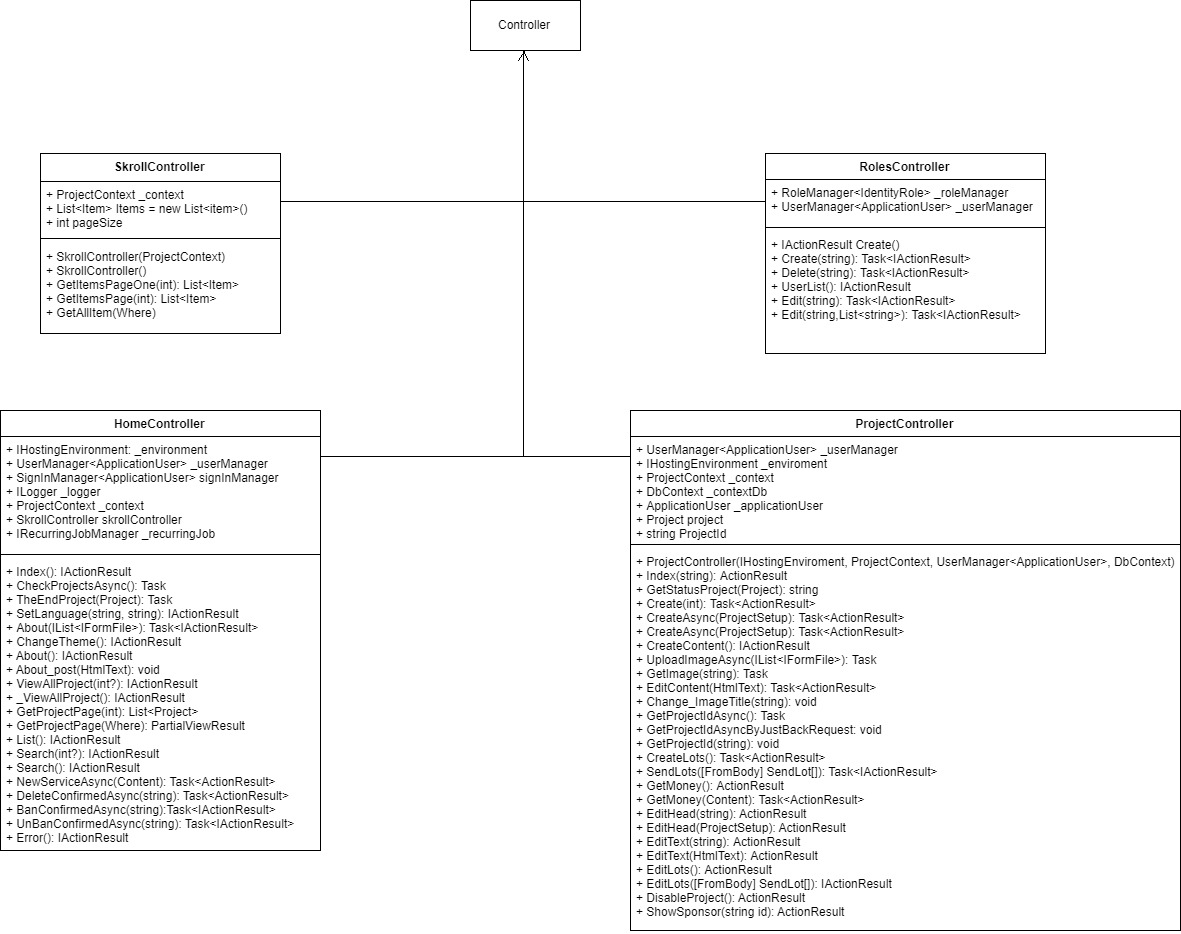 Controller
SkrollController
+ ProjectContext _context
+ List<Item> Items = new List<item>()
+ int pageSize
+ SkrollController(ProjectContext)
+ SkrollController()
+ GetItemsPageOne(int): List<Item>
+ GetItemsPage(int): List<Item>
+ GetAllItem(Where)
RolesController
+ RoleManager<IdentityRole> _roleManager
+ UserManager<ApplicationUser> _userManager
+ IActionResult Create()
+ Create(string): Task<IActionResult>
+ Delete(string): Task<IActionResult>
+ UserList(): IActionResult
+ Edit(string): Task<IActionResult>
+ Edit(string,List<string>): Task<IActionResult>
HomeController
+ IHostingEnvironment: _environment
+ UserManager<ApplicationUser> _userManager
+ SignInManager<ApplicationUser> signInManager
+ ILogger _logger
+ ProjectContext _context
+ SkrollController skrollController
+ IRecurringJobManager _recurringJob
+ Index(): IActionResult
+ CheckProjectsAsync(): Task
+ TheEndProject(Project): Task
+ SetLanguage(string, string): IActionResult
+ About(IList<IFormFile>): Task<IActionResult>
+ ChangeTheme(): IActionResult
+ About(): IActionResult
+ About_post(HtmlText): void
+ ViewAllProject(int?): IActionResult
+ _ViewAllProject(): IActionResult
+ GetProjectPage(int): List<Project>
+ GetProjectPage(Where): PartialViewResult
+ List(): IActionResult
+ Search(int?): IActionResult
+ Search(): IActionResult
+ NewServiceAsync(Content): Task<ActionResult>
+ DeleteConfirmedAsync(string): Task<ActionResult>
+ BanConfirmedAsync(string):Task<IActionResult>
+ UnBanConfirmedAsync(string): Task<IActionResult>
+ Error(): IActionResult
ProjectController
+ UserManager<ApplicationUser> _userManager
+ IHostingEnvironment _enviroment
+ ProjectContext _context
+ DbContext _contextDb
+ ApplicationUser _applicationUser
+ Project project
+ string ProjectId
+ ProjectController(IHostingEnviroment, ProjectContext, UserManager<ApplicationUser>, DbContext)
+ Index(string): ActionResult
+ GetStatusProject(Project): string
+ Create(int): Task<ActionResult>
+ CreateAsync(ProjectSetup): Task<ActionResult>
+ CreateAsync(ProjectSetup): Task<ActionResult>
+ CreateContent(): IActionResult
+ UploadImageAsync(IList<IFormFile>): Task
+ GetImage(string): Task
+ EditContent(HtmlText): Task<ActionResult>
+ Change_ImageTitle(string): void
+ GetProjectIdAsync(): Task
+ GetProjectIdAsyncByJustBackRequest: void
+ GetProjectId(string): void
+ CreateLots(): Task<ActionResult>
+ SendLots([FromBody] SendLot[]): Task<IActionResult>
+ GetMoney(): ActionResult
+ GetMoney(Content): Task<ActionResult>
+ EditHead(string): ActionResult
+ EditHead(ProjectSetup): ActionResult
+ EditText(string): ActionResult
+ EditText(HtmlText): ActionResult
+ EditLots(): ActionResult
+ EditLots([FromBody] SendLot[]): IActionResult
+ DisableProject(): ActionResult
+ ShowSponsor(string id): ActionResult